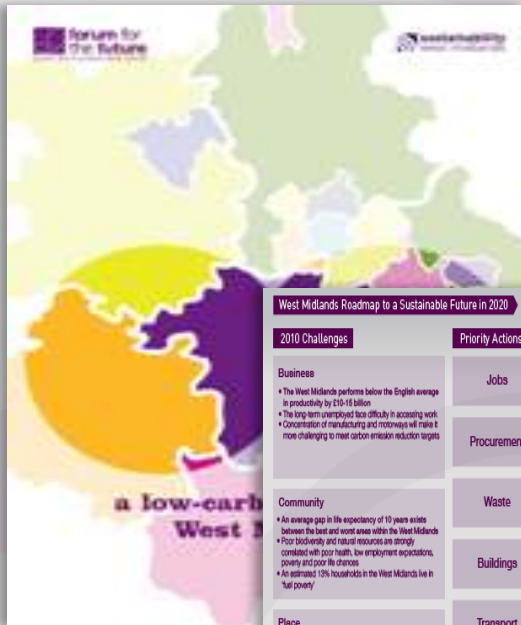 forum for
the future
sustainability
a low-carb
West
West Midlands Roadmap to a Sustainable Future in 2020
2010 Challenges
Priority Actions
Business
• The West Midlands performs below the English average
in productivity by £10-15 billion
• The long-term unemployed face difficulty in accessing work
• Concentration of manufacturing and motorways will make it
more challenging to meet carbon emission reduction targets
Jobs
Procuremen
Community
• An average gap in life expectancy of 10 years exists
between the best and worst areas within the West Midlands
• Poor biodiversity and natural resources are strongly
correlated with poor health, low employment expectations,
poverty and poor life chances
• An estimated 13% households in the West Midlands live in
'fuel poverty'
Waste
Buildings
Place
Transport